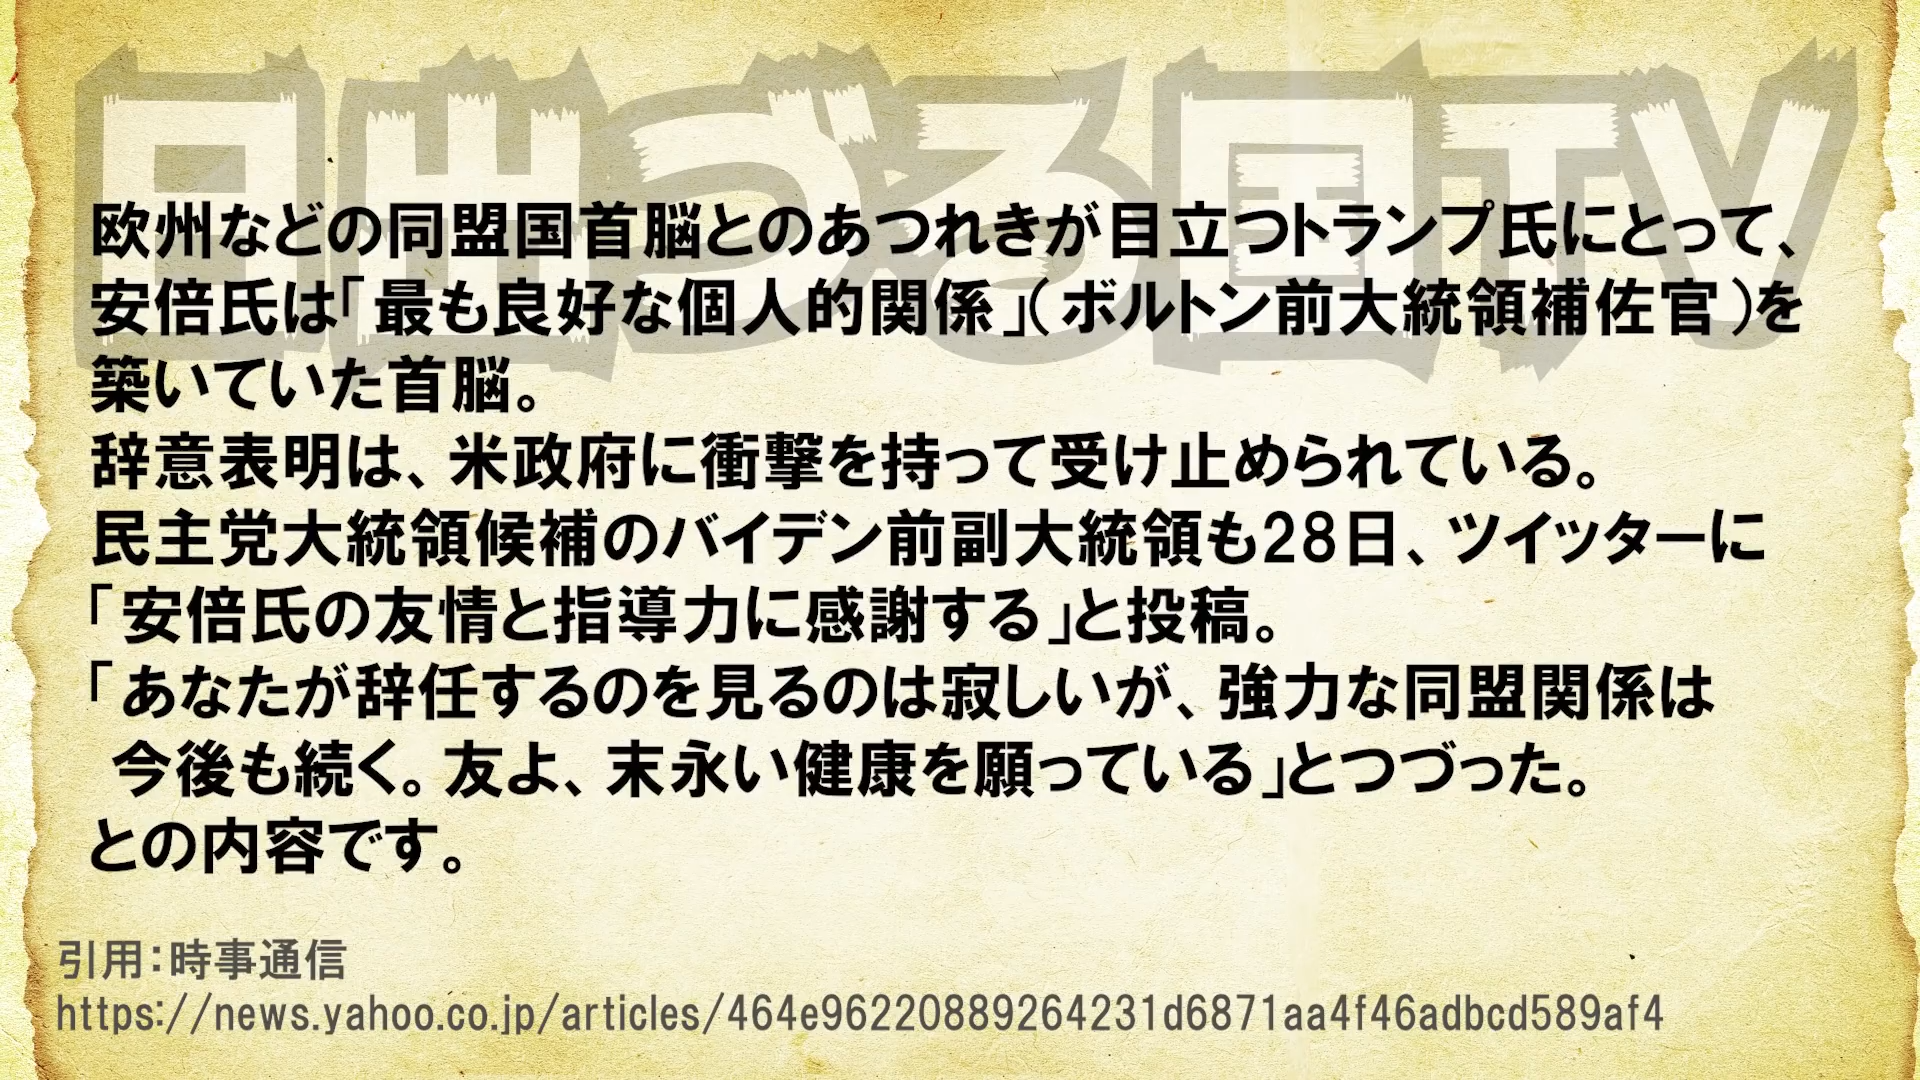 日出づる国TV
欧州などの同盟国首脳とのあつれきが目立つトランプ氏にとって、
安倍氏は「最も良好な個人的関係」(ボルトン前大統領補佐官)を
築いていた首脳。
辞意表明は、米政府に衝撃を持って受け止められている。
民主党大統領候補のバイデン前副大統領も28日、ツイッターに
「安倍氏の友情と指導力に感謝する」と投稿。
「あなたが辞任するのを見るのは寂しいが、強力な同盟関係は
今後も続く。友よ、末永い健康を願っている」とつづった。
との内容です。
引用:時事通信
https://news.yahoo.co.jp/articles/464e96220889264231d6871aa4f46adbcd589af4